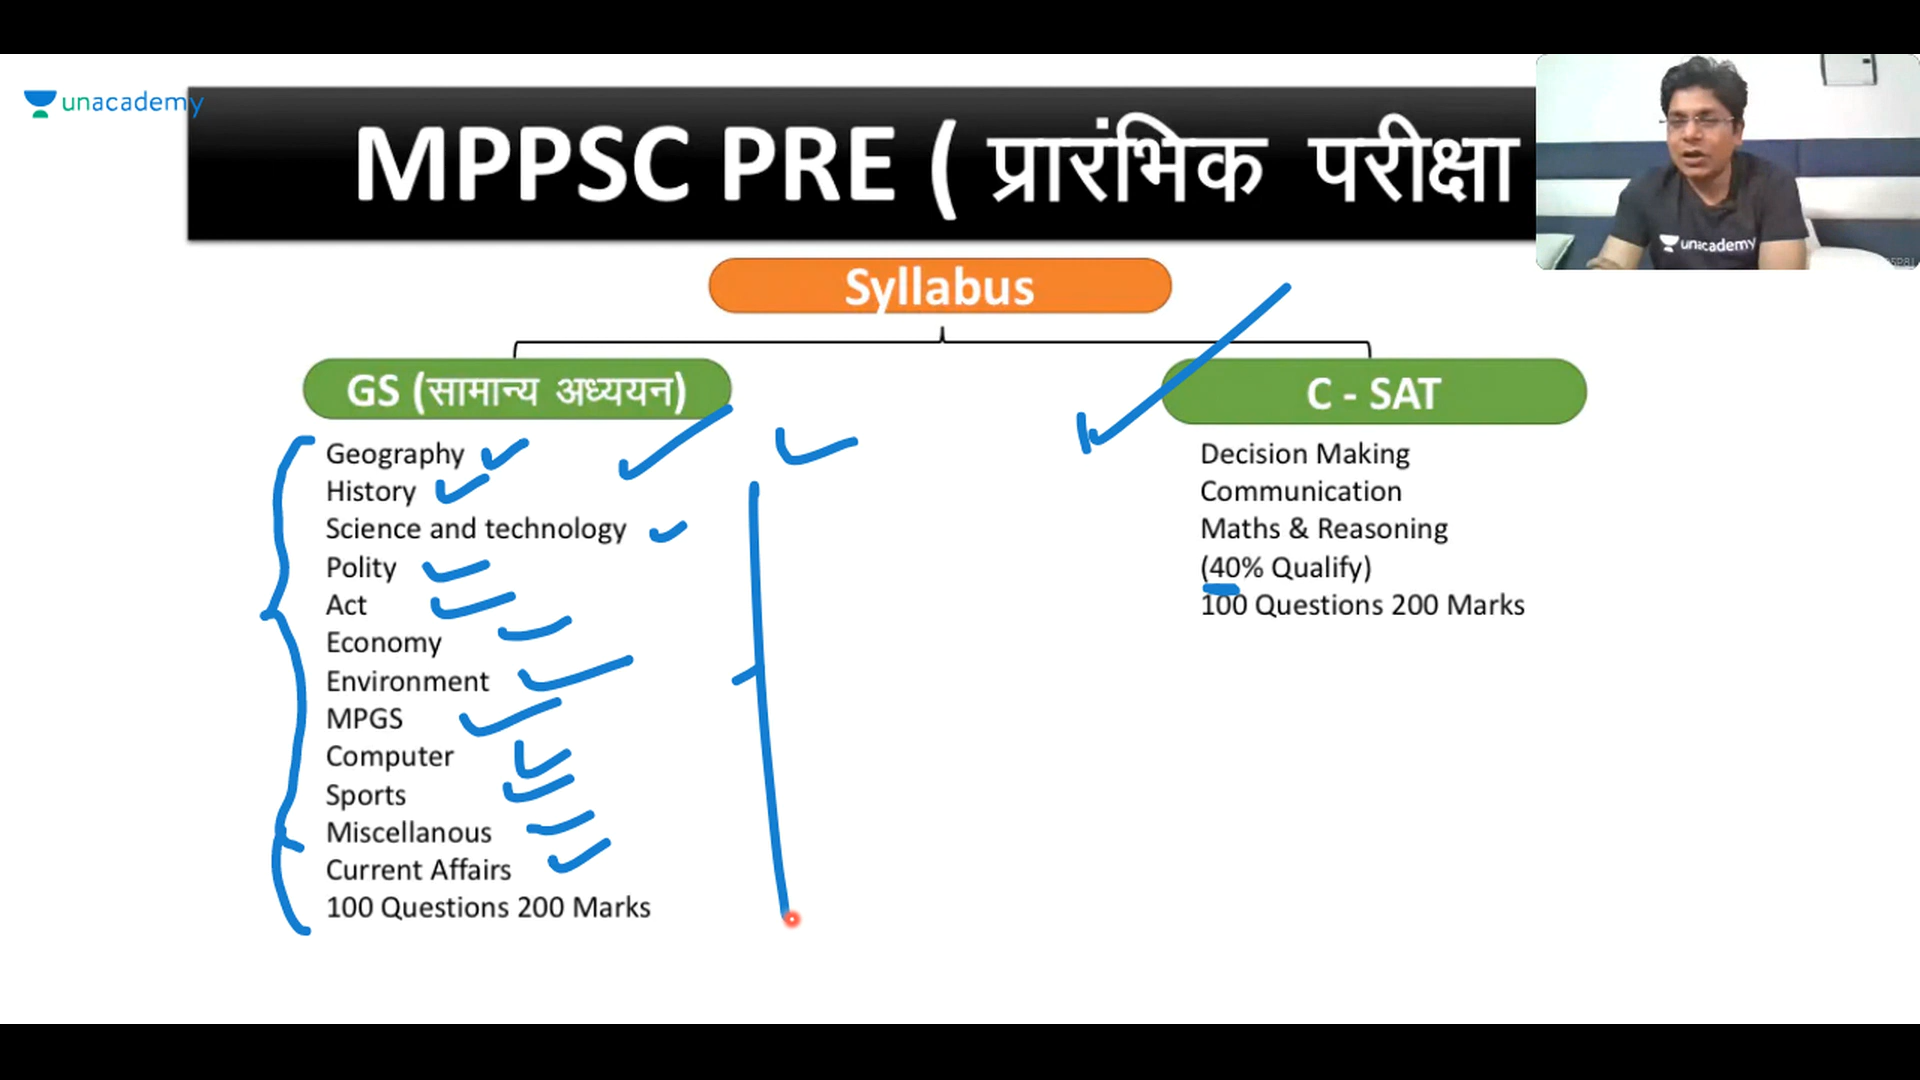 unacademy
MPPSC PRE ( प्रारंभिक परीक्षा
unacademy
Syllabus
GS (सामान्य अध्ययन)
Geography
History
Science and technology
Polity
Act
Economy
Environment
MPGS
Computer
Sports
Miscellanous
Current Affairs
100 Questions 200 Marks
C - SAT
Decision Making
Communication
Maths & Reasoning
(40% Qualify)
100 Questions 200 Marks